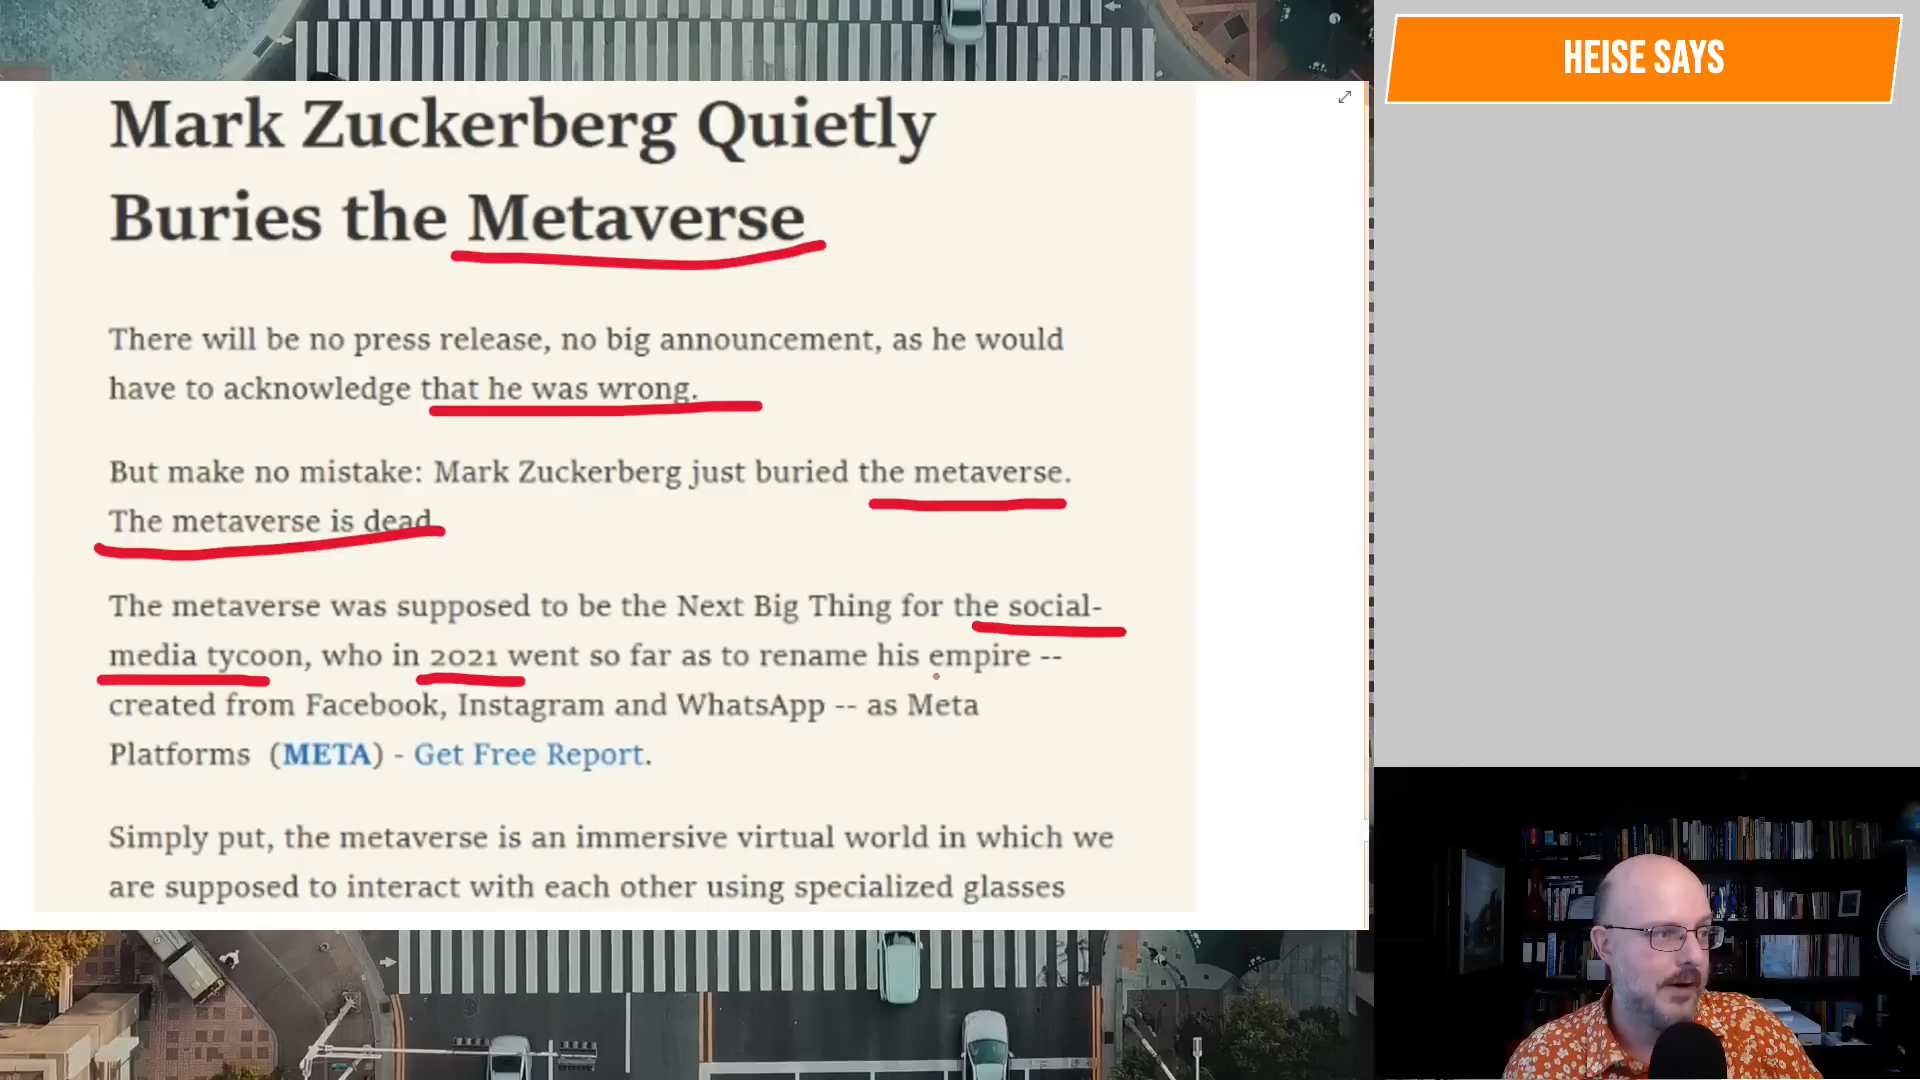 HEISE SAYS
Mark Zuckerberg Quietly
Buries the Metaverse
There will be no press release, no big announcement, as he would
have to acknowledge that he was wrong.
But make no mistake: Mark Zuckerberg just buried the metaverse.
The metaverse is dead.
The metaverse was supposed to be the Next Big Thing for the social-
media tycoon, who in 2021 went so far as to rename his empire --
created from Facebook, Instagram and WhatsApp -- as Meta
Platforms (META) - Get Free Report.
Simply put, the metaverse is an immersive virtual world in which we
are supposed to interact with each other using specialized glasses